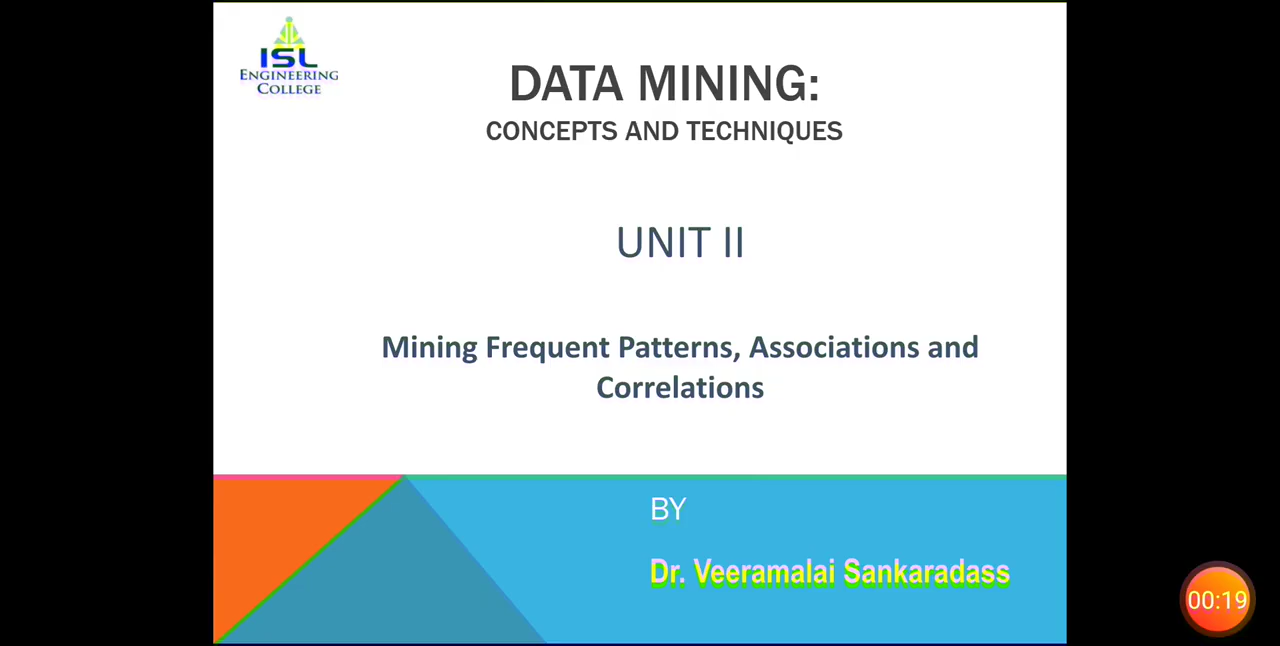 ISL
ENGINEERING
COLLEGE
DATA MINING:
CONCEPTS AND TECHNIQUES
UNIT II
Mining Frequent Patterns, Associations and
Correlations
BY
Dr. Veeramalai Sankaradass
00:19